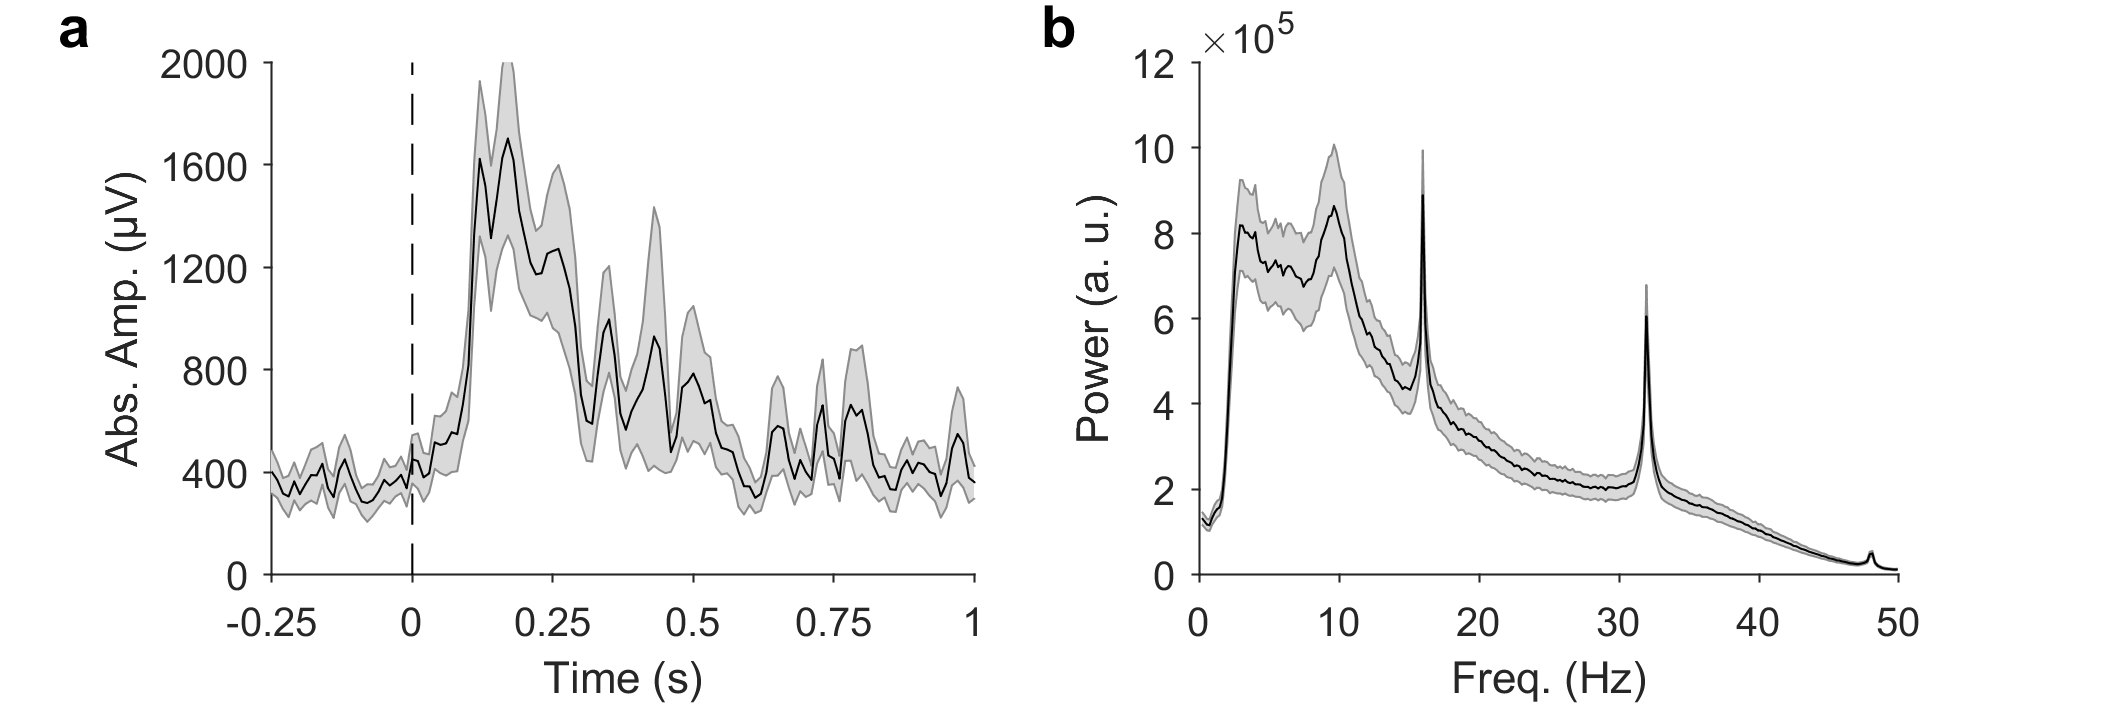 a
Abs. Amp. (µV)
2000
1600
1200
800
400
0
-0.25 0 0.25 0.5 0.75 1
Time (s)
b
×10^5
Power (a. u.)
12
10
8
6
4
2
0
0 10 20 30 40 50
Freq. (Hz)